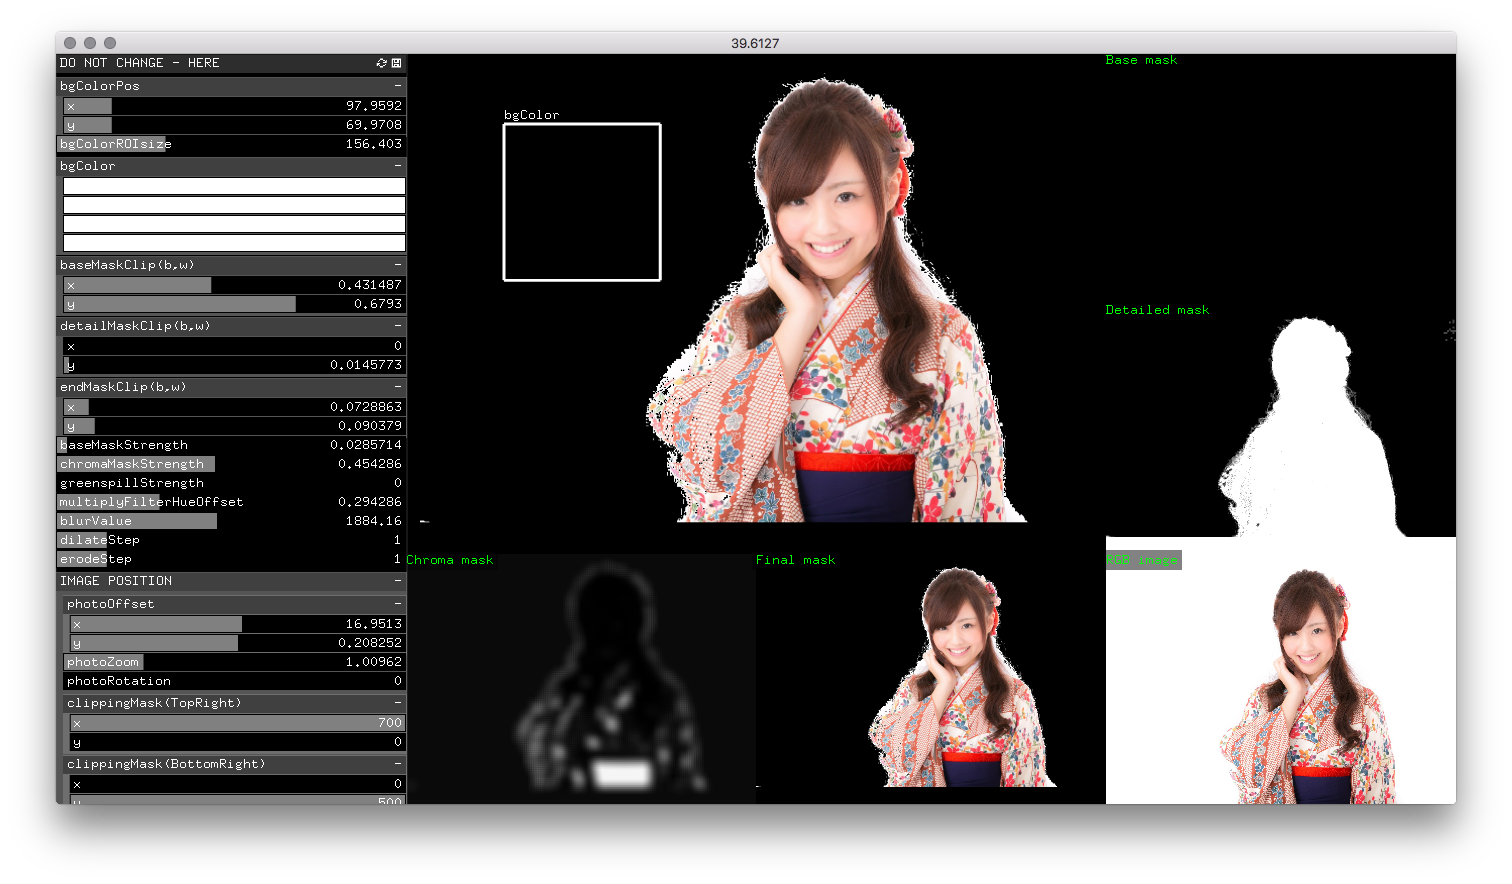 39.6127
DO NOT CHANGE - HERE
bgColorPos -
x 97.9592
y 69.9708
bgColorROIsize 156.403
bgColor -
baseMaskClip(b,w) -
x 0.431487
y 0.6793
detailMaskClip(b,w) -
x 0
y 0.0145773
endMaskClip(b,w) -
x 0.0728863
y 0.090379
baseMaskStrength 0.0285714
chromaMaskStrength 0.454286
greenspillStrength 0
multiplyFilterHueOffset 0.294286
blurValue 1884.16
dilateStep 1
erodeStep 1
IMAGE POSITION -
photoOffset -
x 16.9513
y 0.208252
photoZoom 1.00962
photoRotation 0
clippingMask(TopRight) -
x 700
y 0
clippingMask(BottomRight) -
x 0
y 500
bgColor
Base mask
Detailed mask
Chroma mask
Final mask
RGB image